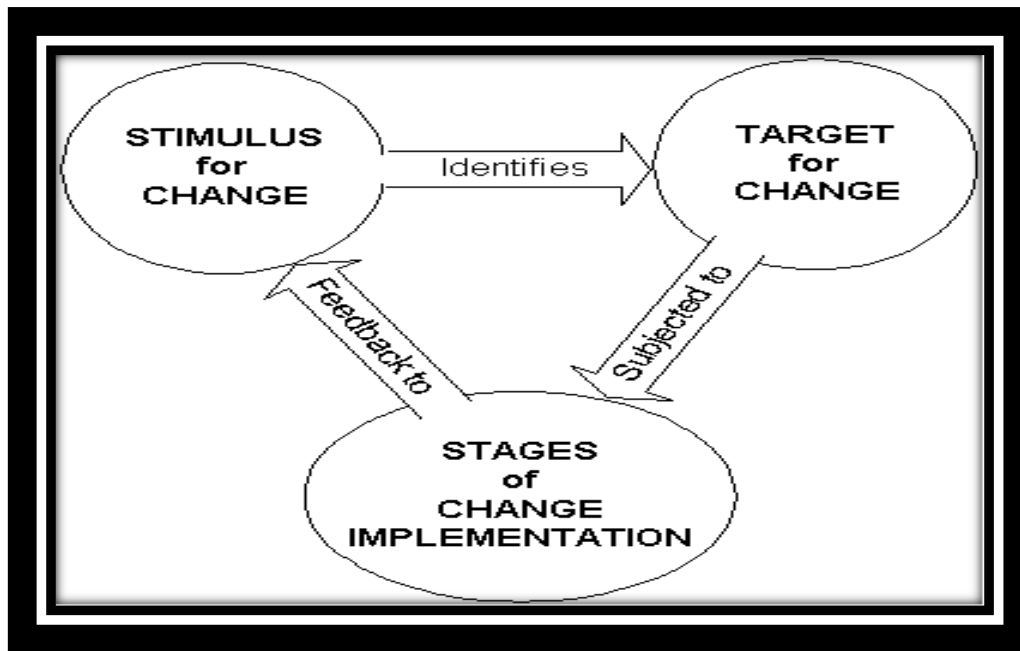 STIMULUS
for
CHANGE
Identifies
TARGET
for
CHANGE
Subjected to
Feedback to
STAGES
of
CHANGE
IMPLEMENTATION